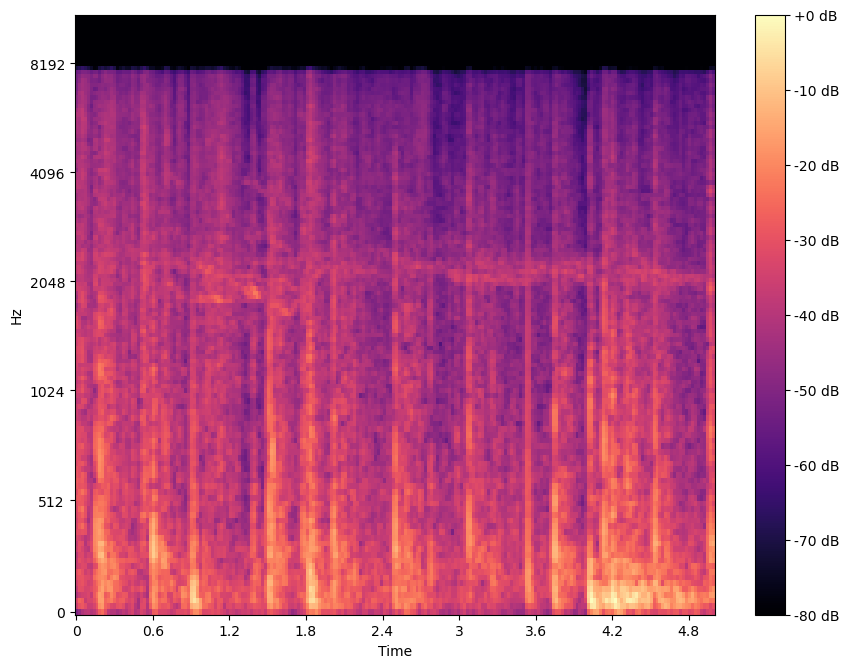 +0 dB
8192
-10 dB
4096
-20 dB
-30 dB
2048
Hz
-40 dB
1024
-50 dB
512
-60 dB
-70 dB
0
-80 dB
0 0.6 1.2 1.8 2.4 3 3.6 4.2 4.8
Time